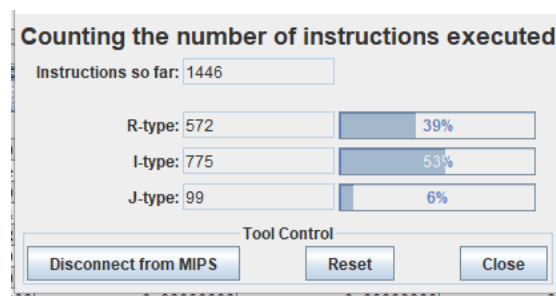 Counting the number of instructions executed
Instructions so far: 1446
R-type: 572 39%
I-type: 775 53%
J-type: 99 6%
Tool Control
Disconnect from MIPS Reset Close